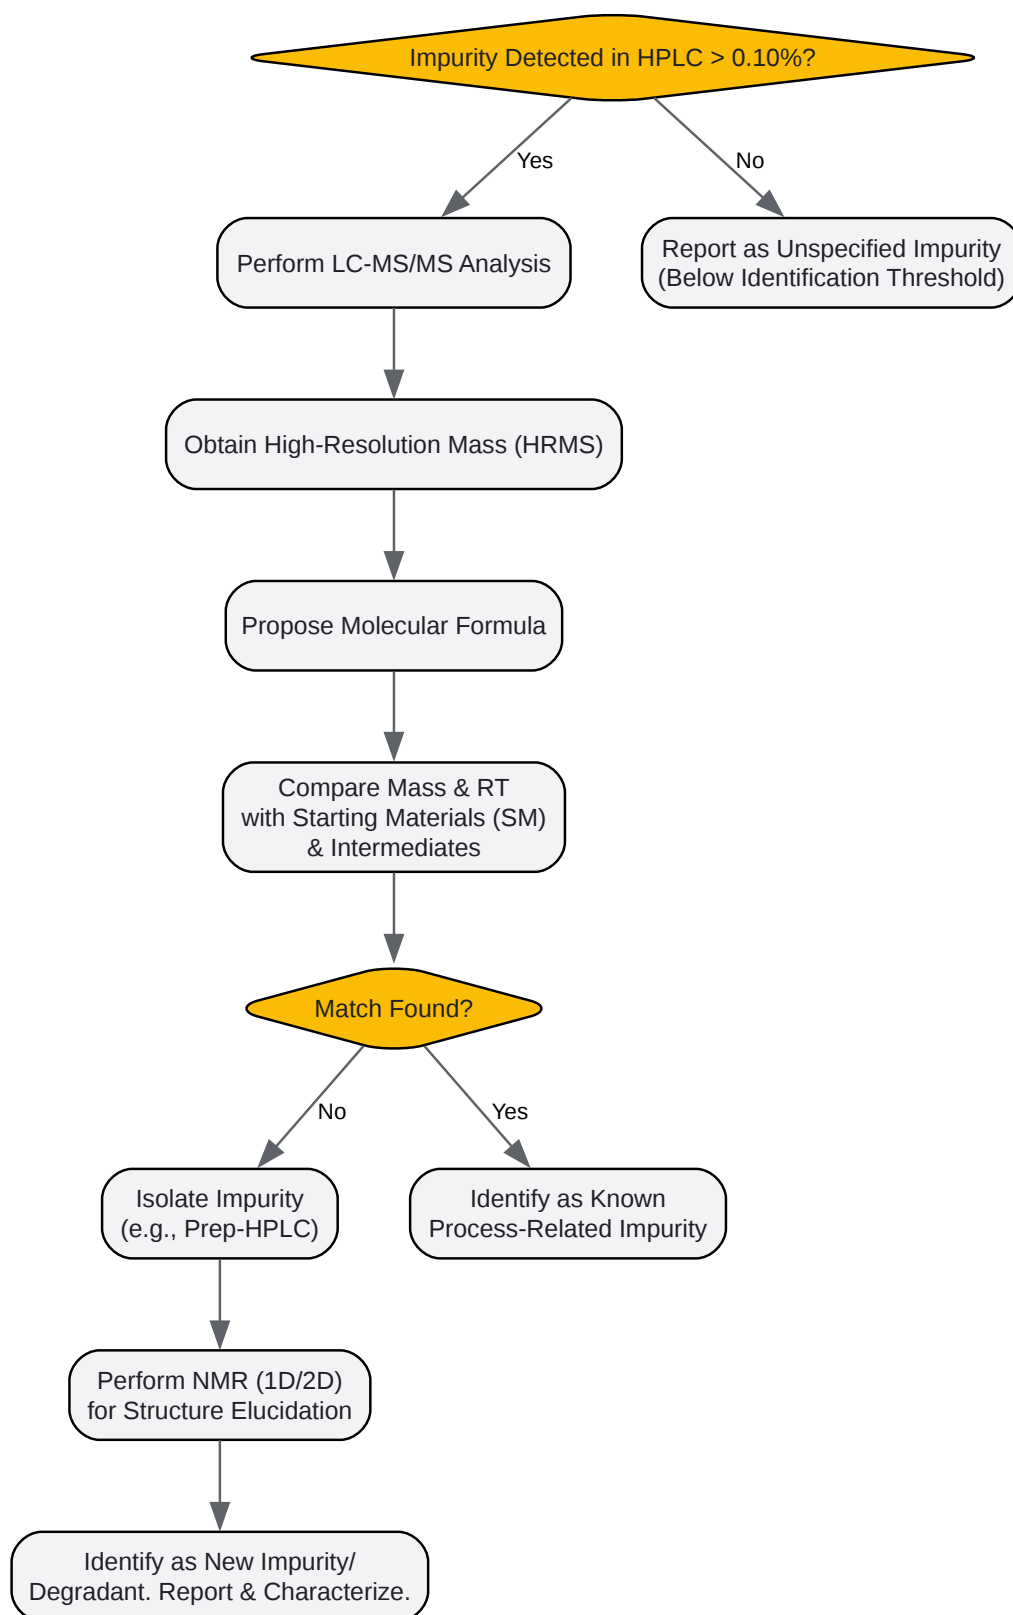 Impurity Detected in HPLC > 0.10%?
Yes
No
Perform LC-MS/MS Analysis
Report as Unspecified Impurity
(Below Identification Threshold)
Obtain High-Resolution Mass (HRMS)
Propose Molecular Formula
Compare Mass & RT
with Starting Materials (SM)
& Intermediates
Match Found?
No
Yes
Isolate Impurity
(e.g., Prep-HPLC)
Identify as Known
Process-Related Impurity
Perform NMR (1D/2D)
for Structure Elucidation
Identify as New Impurity/
Degradant. Report & Characterize.